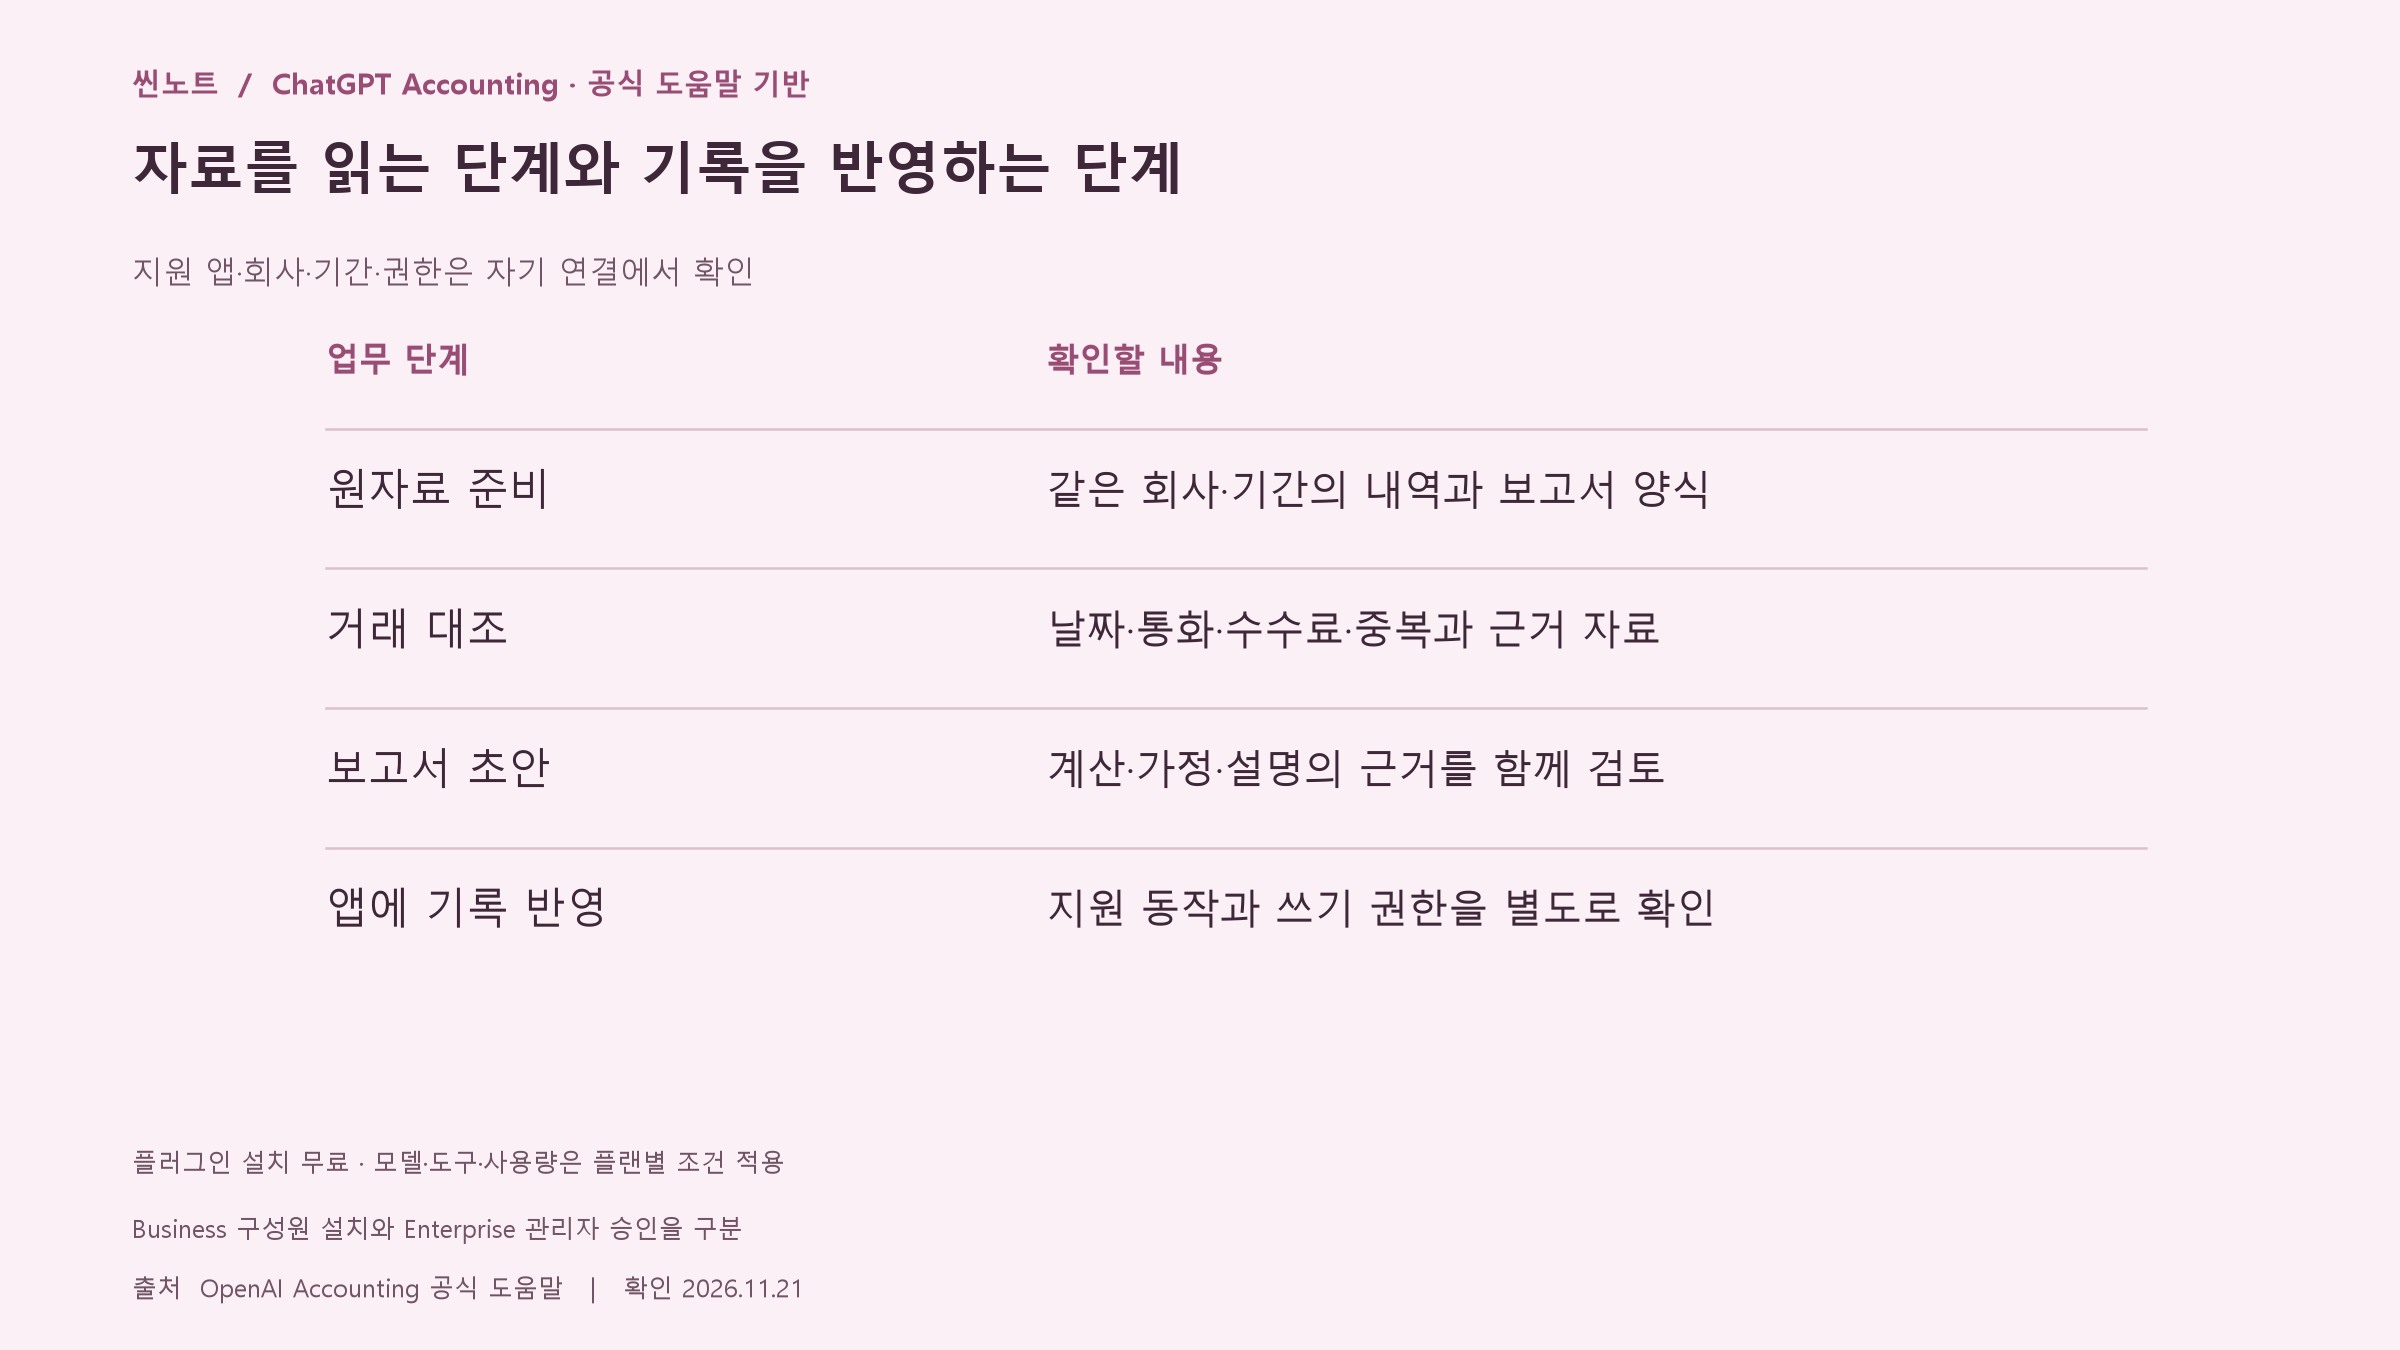 씬노트 / ChatGPT Accounting · 공식 도움말 기반
자료를 읽는 단계와 기록을 반영하는 단계
지원 앱·회사·기간·권한은 자기 연결에서 확인
업무 단계 확인할 내용
원자료 준비 같은 회사·기간의 내역과 보고서 양식
거래 대조 날짜·통화·수수료·중복과 근거 자료
보고서 초안 계산·가정·설명의 근거를 함께 검토
앱에 기록 반영 지원 동작과 쓰기 권한을 별도로 확인
플러그인 설치 무료 · 모델·도구·사용량은 플랜별 조건 적용
Business 구성원 설치와 Enterprise 관리자 승인을 구분
출처 OpenAI Accounting 공식 도움말 | 확인 2026.11.21